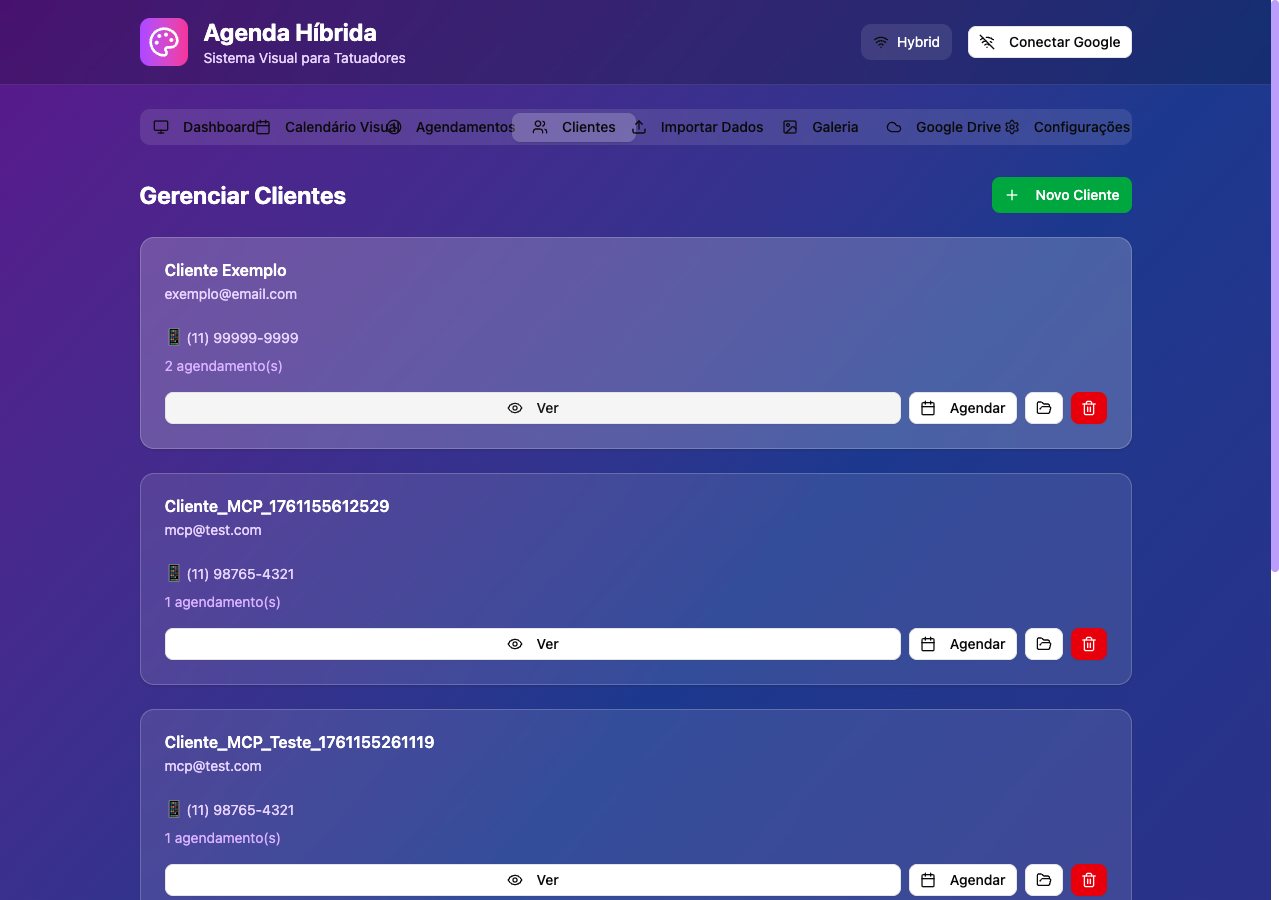 Agenda Híbrida
Sistema Visual para Tatuadores
Hybrid
Conectar Google
Dashboard Calendário Visual Agendamentos Clientes Importar Dados Galeria Google Drive Configurações
Gerenciar Clientes
Novo Cliente
Cliente Exemplo
exemplo@email.com
(11) 99999-9999
2 agendamento(s)
Ver Agendar
Cliente_MCP_1761155612529
mcp@test.com
(11) 98765-4321
1 agendamento(s)
Ver Agendar
Cliente_MCP_Teste_1761155261119
mcp@test.com
(11) 98765-4321
1 agendamento(s)
Ver Agendar